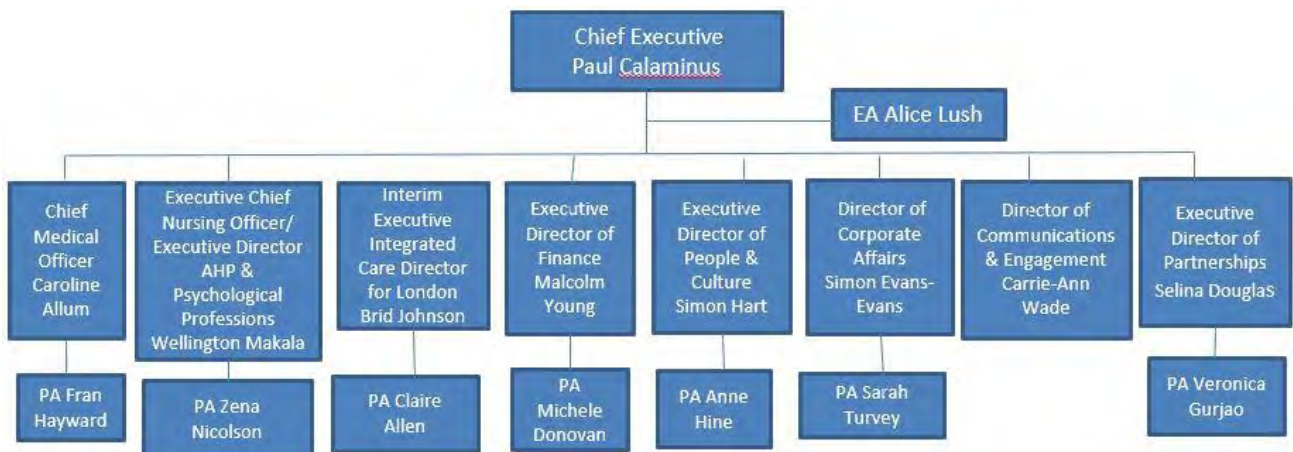 Chief Executive
Paul Calaminus
EA Alice Lush
Chief
Medical
Officer
Caroline
Allum
Executive Chief
Nursing Officer/
Executive Director
AHP &
Psychological
Professions
Wellington Makala
Interim
Executive
Integrated
Care Director
for London
Brid Johnson
Executive
Director of
Finance
Malcolm
Young
Executive
Director of
People &
Culture
Simon Hart
Director of
Corporate
Affairs
Simon Evans-
Evans
Director of
Communications
& Engagement
Carrie-Ann
Wade
Executive
Director of
Partnerships
Selina Douglas
PA Fran
Hayward
PA Zena
Nicolson
PA Claire
Allen
PA
Michele
Donovan
PA Anne
Hine
PA Sarah
Turvey
PA Veronica
Gurjao